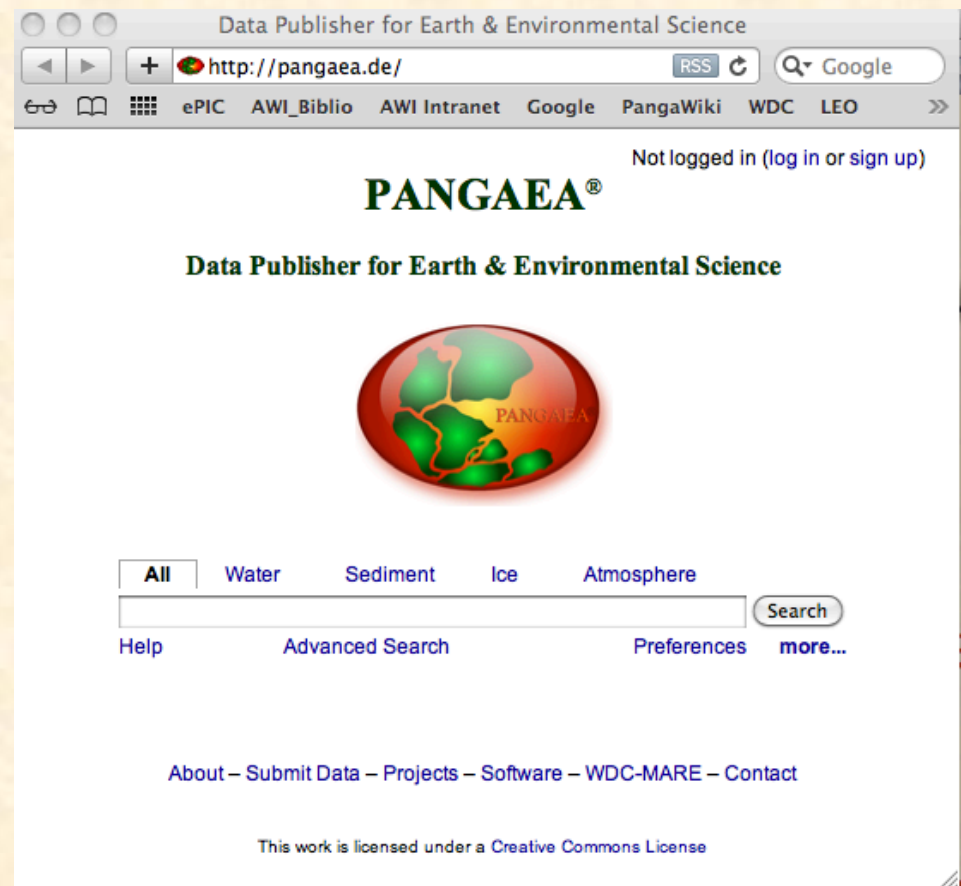 Data Publisher for Earth & Environmental Science
+ http://pangaea.de/ RSS Google
ePIC AWI_Biblio AWI Intranet Google PangaWiki WDC LEO >>
Not logged in (log in or sign up)
PANGAEA®
Data Publisher for Earth & Environmental Science
PANGAEA
All Water Sediment Ice Atmosphere
Search
Help Advanced Search Preferences more...
About – Submit Data – Projects – Software – WDC-MARE – Contact
This work is licensed under a Creative Commons License